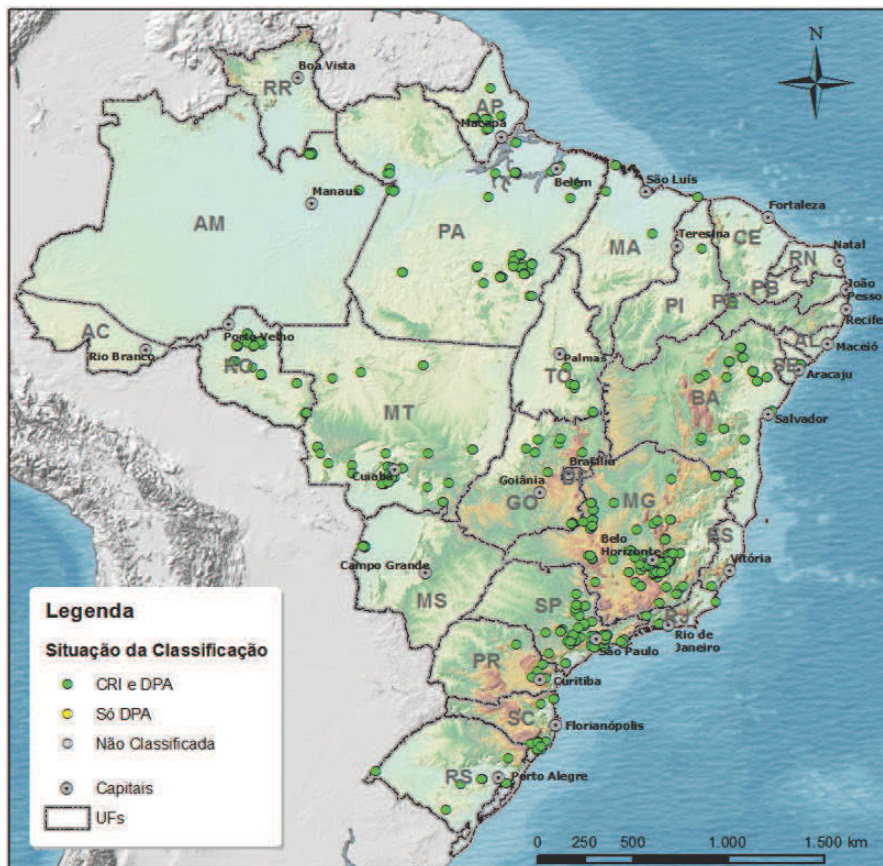 N
Boa Vista
RR
AP
Macapá
Belém
São Luís
Manaus
Fortaleza
AM
PA
MA
Teresina
CE
Natal
RN
PB
João
Pesso
PI
PE
Recife
AC
Porto Velho
Rio Branco
RO
Palmas
TO
AL
Maceió
SE
Aracaju
BA
MT
Salvador
Cuiabá
Brasília
DF
Goiânia
GO
MG
Belo
Horizonte
ES
Vitória
Campo Grande
MS
SP
RJ
Rio de
Janeiro
São Paulo
PR
Curitiba
SC
Florianópolis
RS
Porto Alegre
Legenda
Situação da Classificação
CRI e DPA
Só DPA
Não Classificada
Capitais
UFs
0 250 500 1.000 1.500 km